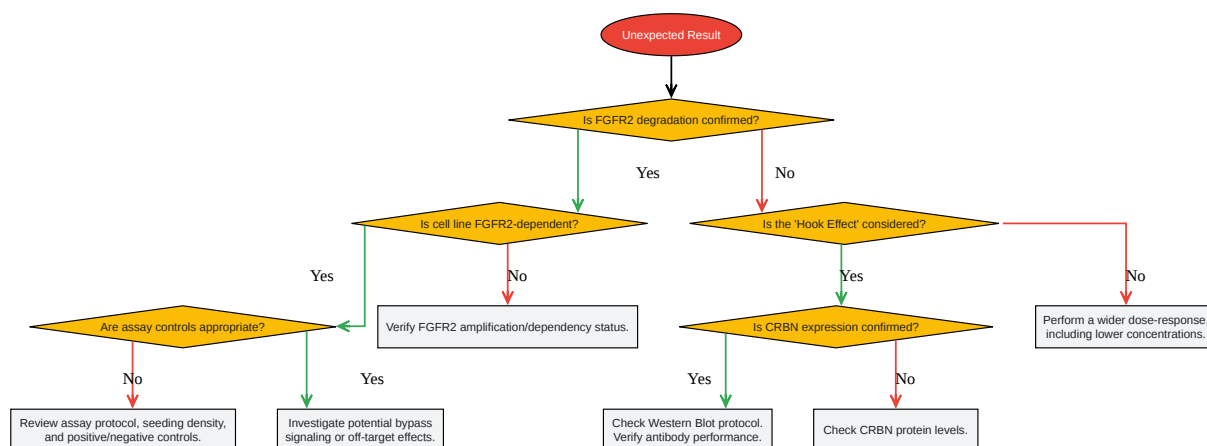 Unexpected Result
Is FGFR2 degradation confirmed?
Yes
No
Is cell line FGFR2-dependent?
Is the 'Hook Effect' considered?
Yes
No
Yes
No
Are assay controls appropriate?
Verify FGFR2 amplification/dependency status.
Is CRBN expression confirmed?
Perform a wider dose-response,
including lower concentrations.
No
Yes
Yes
No
Review assay protocol, seeding density,
and positive/negative controls.
Investigate potential bypass
signaling or off-target effects.
Check Western Blot protocol.
Verify antibody performance.
Check CRBN protein levels.